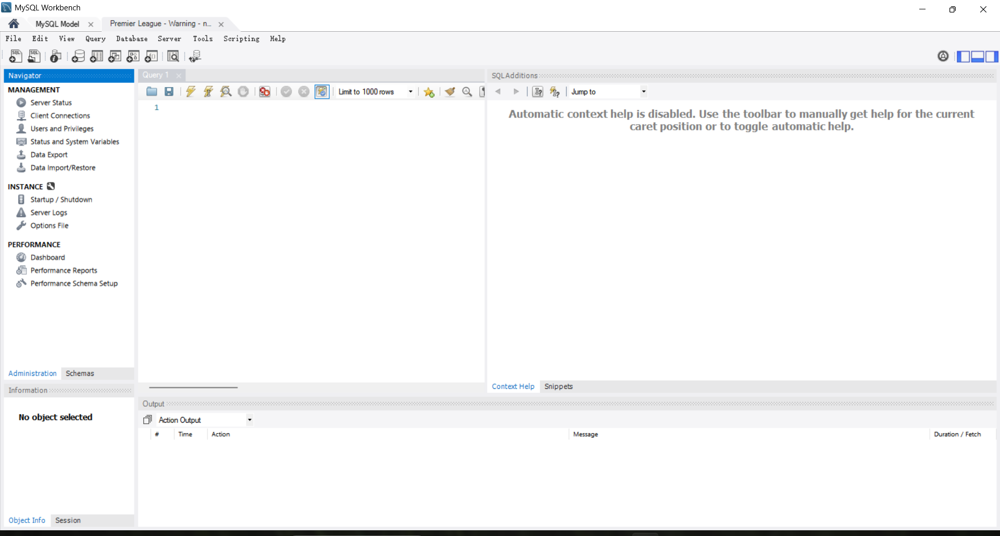 MySQL Workbench
MySQL Model
Premier League - Warning - n...
File Edit View Query Database Server Tools Scripting Help
Navigator
MANAGEMENT
Server Status
Client Connections
Users and Privileges
Status and System Variables
Data Export
Data Import/Restore
INSTANCE
Startup / Shutdown
Server Logs
Options File
PERFORMANCE
Dashboard
Performance Reports
Performance Schema Setup
Administration Schemas
Information
No object selected
Object Info Session
Query 1
Limit to 1000 rows
1
SQLAdditions
Jump to
Automatic context help is disabled. Use the toolbar to manually get help for the current
caret position or to toggle automatic help.
Context Help Snippets
Output
Action Output
# Time Action Message Duration / Fetch